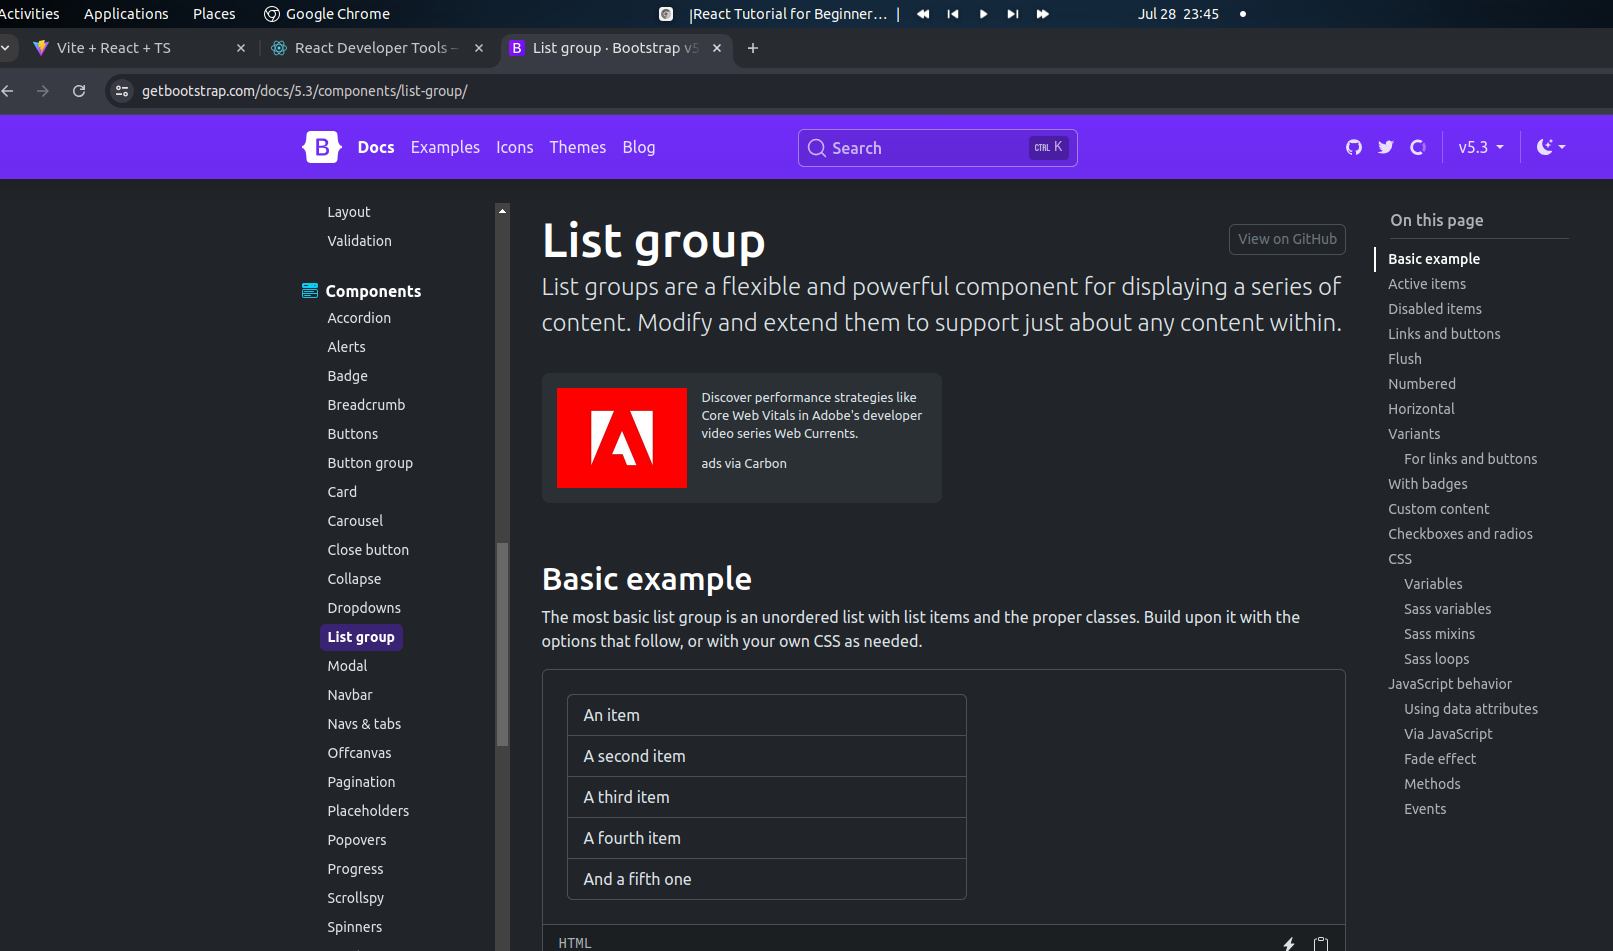 Activities Applications Places Google Chrome |React Tutorial for Beginner… | Jul 28 23:45
Vite + React + TS
React Developer Tools –
List group · Bootstrap v5
getbootstrap.com/docs/5.3/components/list-group/
B Docs Examples Icons Themes Blog Search CTRL K v5.3
Layout
Validation
Components
Accordion
Alerts
Badge
Breadcrumb
Buttons
Button group
Card
Carousel
Close button
Collapse
Dropdowns
List group
Modal
Navbar
Navs & tabs
Offcanvas
Pagination
Placeholders
Popovers
Progress
Scrollspy
Spinners
List group
View on GitHub
List groups are a flexible and powerful component for displaying a series of
content. Modify and extend them to support just about any content within.
Discover performance strategies like
Core Web Vitals in Adobe's developer
video series Web Currents.
ads via Carbon
Basic example
The most basic list group is an unordered list with list items and the proper classes. Build upon it with the
options that follow, or with your own CSS as needed.
An item
A second item
A third item
A fourth item
And a fifth one
HTML
On this page
Basic example
Active items
Disabled items
Links and buttons
Flush
Numbered
Horizontal
Variants
For links and buttons
With badges
Custom content
Checkboxes and radios
CSS
Variables
Sass variables
Sass mixins
Sass loops
JavaScript behavior
Using data attributes
Via JavaScript
Fade effect
Methods
Events